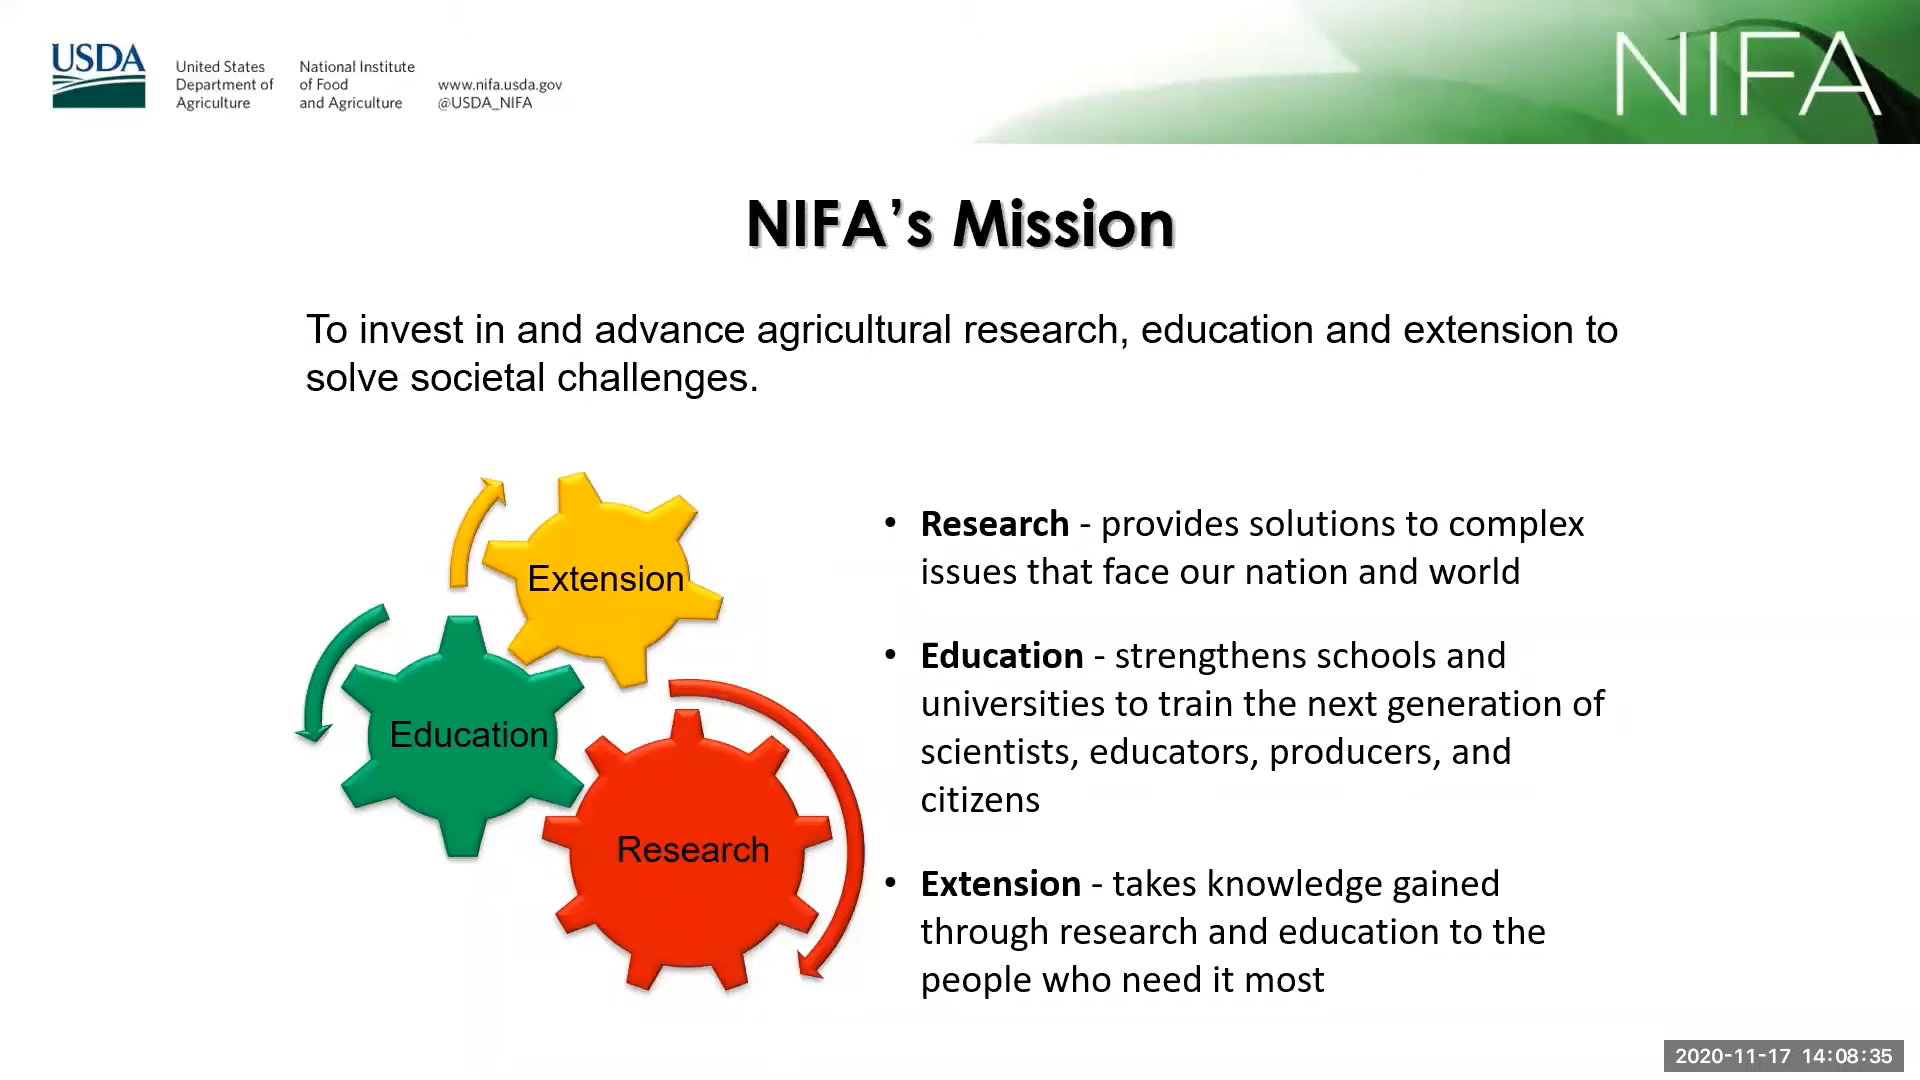 USDA
United States
Department of
Agriculture
National Institute
of Food
and Agriculture
www.nifa.usda.gov
@USDA_NIFA
NIFA
NIFA’s Mission
To invest in and advance agricultural research, education and extension to
solve societal challenges.
Extension
Education
Research
• Research - provides solutions to complex
issues that face our nation and world
• Education - strengthens schools and
universities to train the next generation of
scientists, educators, producers, and
citizens
• Extension - takes knowledge gained
through research and education to the
people who need it most
2020-11-17 14:08:35